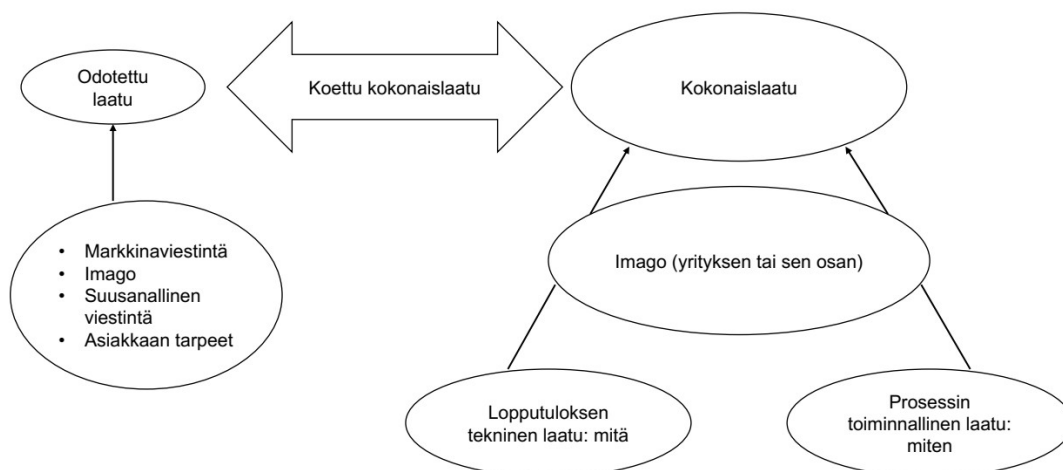 Odotettu
laatu
Koettu kokonaislaatu
Kokonaislaatu
• Markkinaviestintä
• Imago
• Suusanallinen
viestintä
• Asiakkaan tarpeet
Imago (yrityksen tai sen osan)
Lopputuloksen
tekninen laatu: mitä
Prosessin
toiminnallinen laatu:
miten